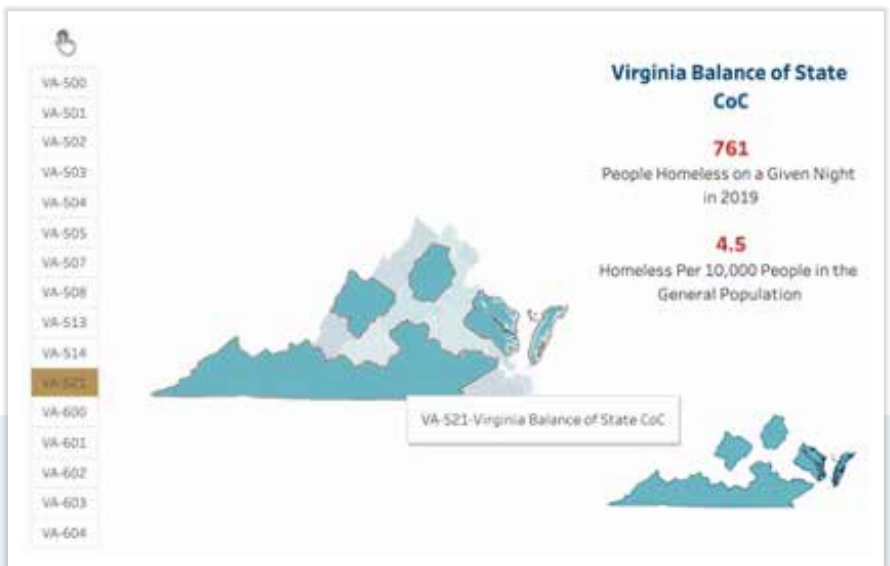 VA-500
VA-501
VA-502
VA-503
VA-504
VA-505
VA-507
VA-508
VA-513
VA-514
VA-521
VA-600
VA-601
VA-602
VA-603
VA-604
Virginia Balance of State
CoC
761
People Homeless on a Given Night
in 2019
4.5
Homeless Per 10,000 People in the
General Population
VA-521-Virginia Balance of State CoC